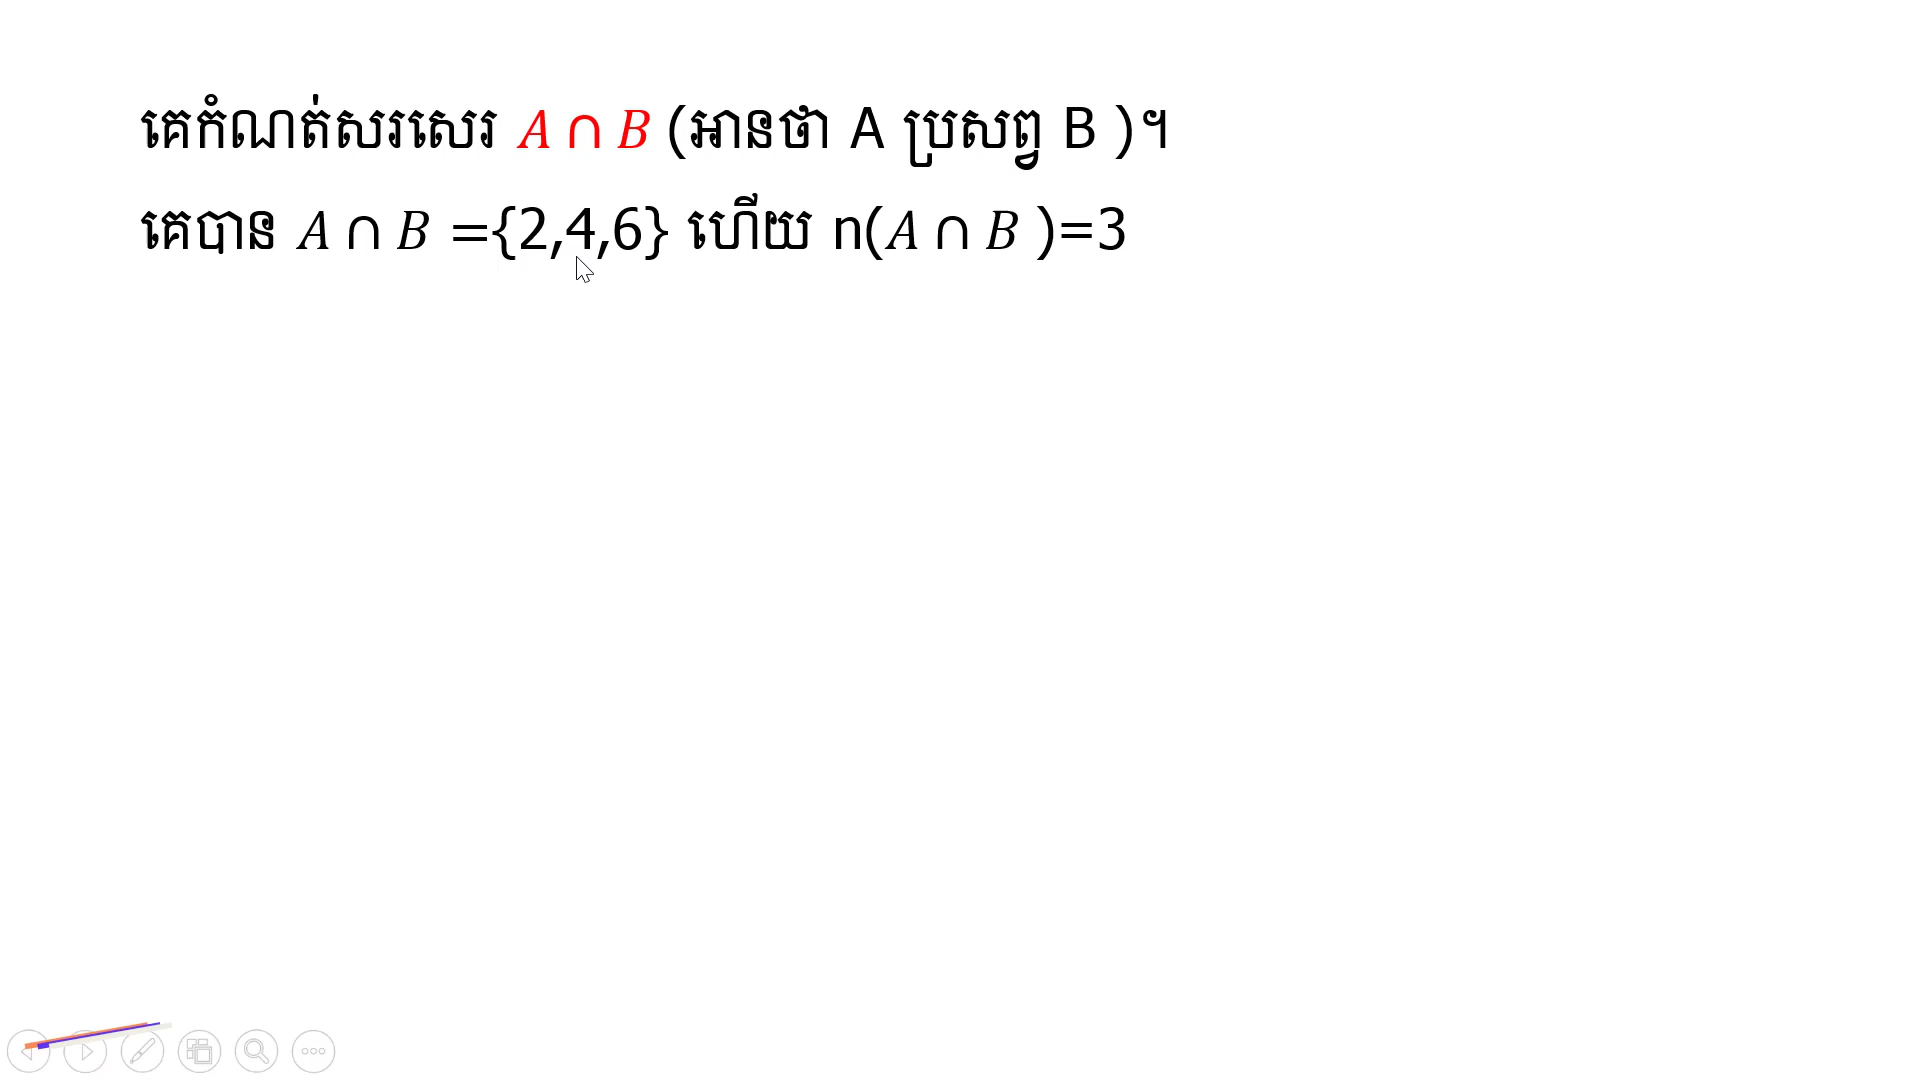 គេកំណត់សរសេរ A ∩ B (អានថា A ប្រសព្វ B )។
គេបាន A ∩ B ={2,4,6} ហើយ n(A ∩ B )=3